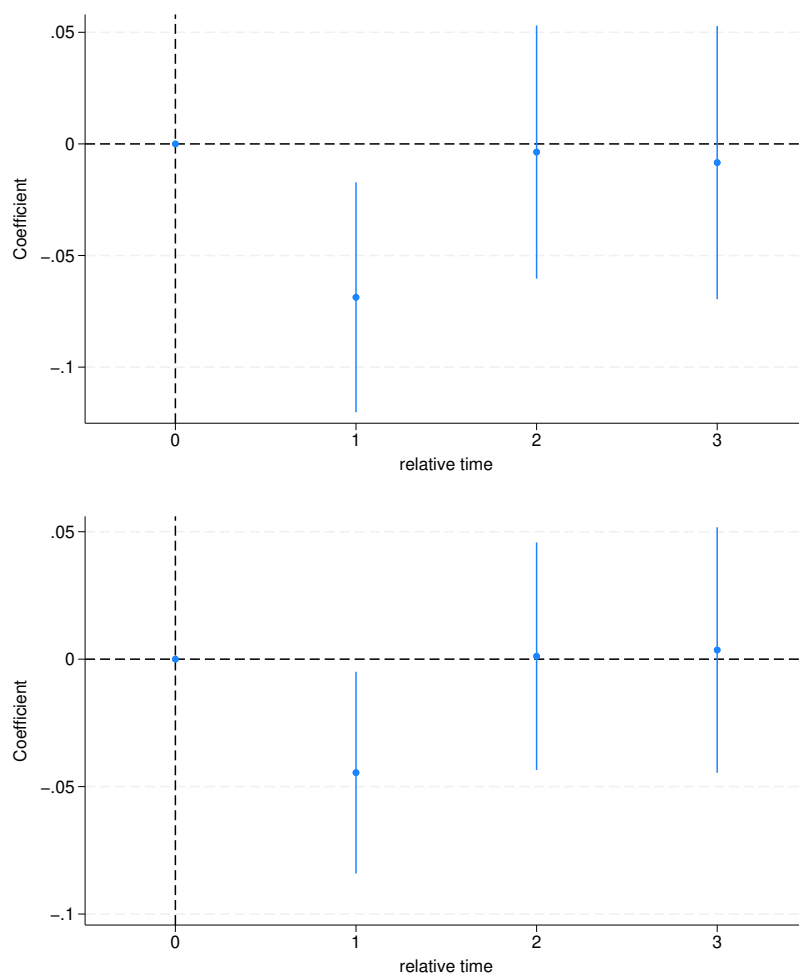 .05
0
−.05
−.1
Coefficient
0 1 2 3
relative time
.05
0
−.05
−.1
Coefficient
0 1 2 3
relative time